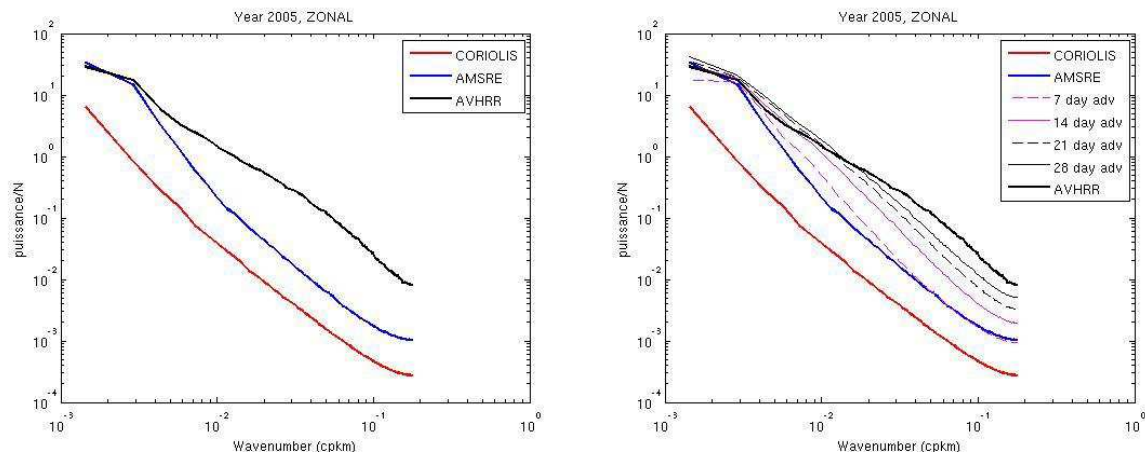 Year 2005, ZONAL
puissance/N
10^2
10^1
10^0
10^-1
10^-2
10^-3
10^-4
10^-3
10^-2
10^-1
10^0
Wavenumber (cpkm)
CORIOLIS
AMSRE
AVHRR
Year 2005, ZONAL
puissance/N
10^2
10^1
10^0
10^-1
10^-2
10^-3
10^-4
10^-3
10^-2
10^-1
10^0
Wavenumber (cpkm)
CORIOLIS
AMSRE
7 day adv
14 day adv
21 day adv
28 day adv
AVHRR